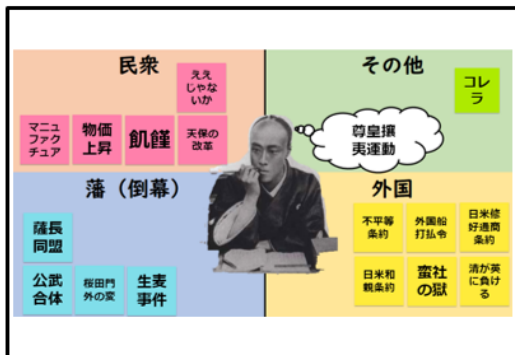 民衆
ええ
じゃな
いか
マニュ
ファク
チュア
物価
上昇
飢饉
天保の
改革
その他
コレ
ラ
尊皇攘
夷運動
藩(倒幕)
薩長
同盟
公武
合体
桜田門
外の変
生麦
事件
外国
不平等
条約
外国船
打払令
日米修
好通商
条約
日米和
親条約
蛮社
の獄
清が英
に負け
る